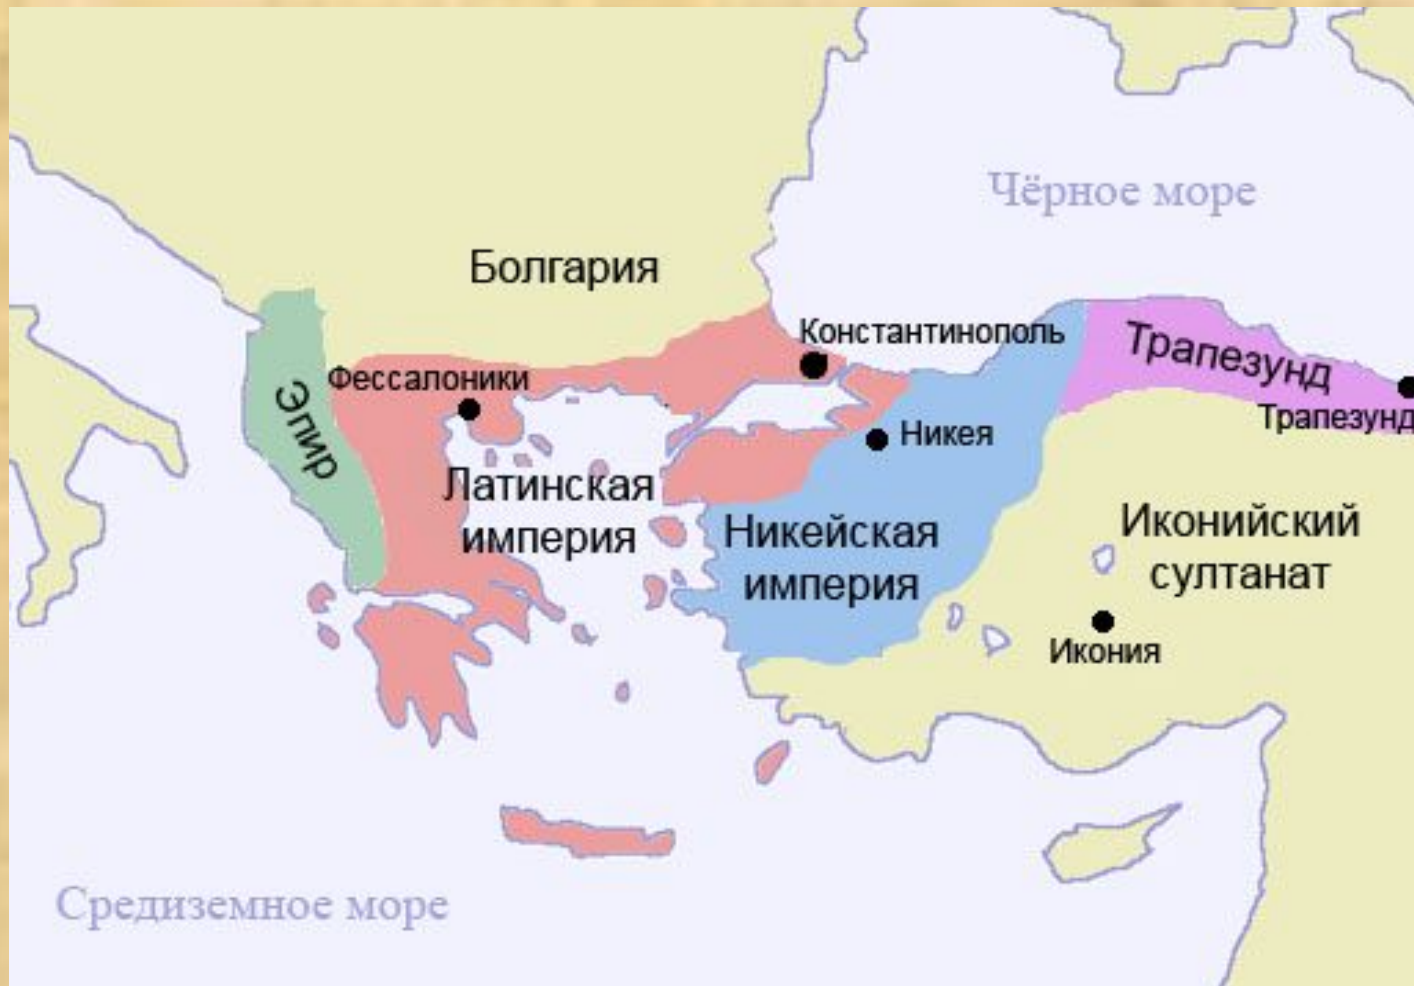 Чёрное море
Болгария
Константинополь
Трапезунд
Фессалоники
Эпир
Трапезунд
Никея
Латинская
империя
Никейская
империя
Иконийский
султанат
Икония
Средиземное море